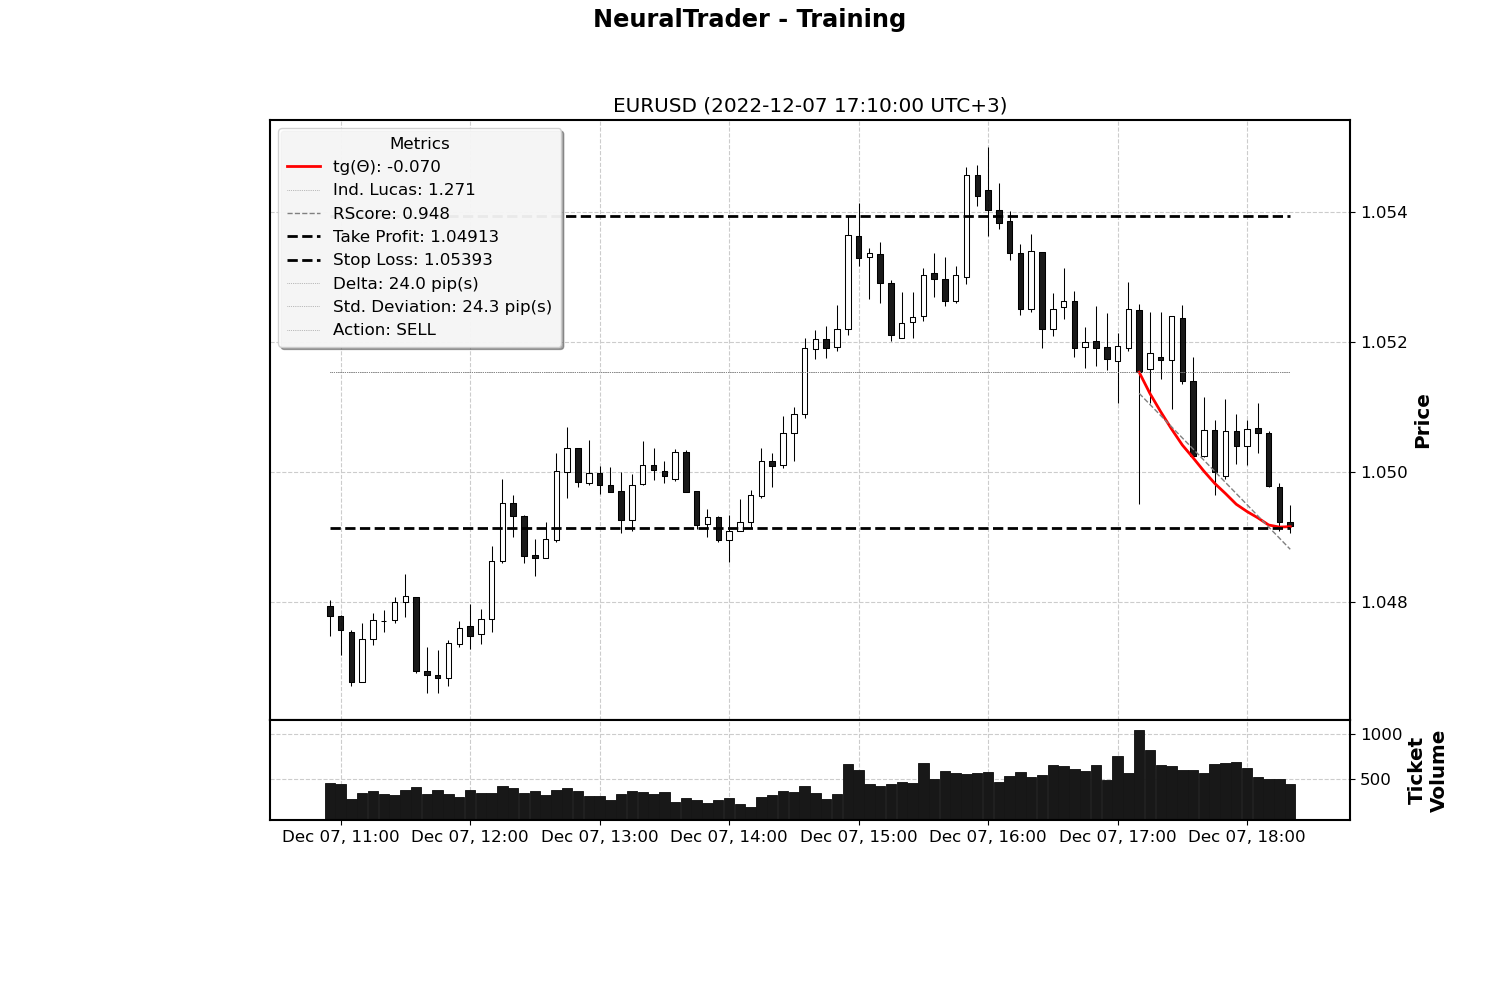 NeuralTrader - Training
EURUSD (2022-12-07 17:10:00 UTC+3)
Metrics
tg(Θ): -0.070
Ind. Lucas: 1.271
RScore: 0.948
Take Profit: 1.04913
Stop Loss: 1.05393
Delta: 24.0 pip(s)
Std. Deviation: 24.3 pip(s)
Action: SELL
1.054
1.052
1.050
1.048
Price
1000
500
Ticket
Volume
Dec 07, 11:00 Dec 07, 12:00 Dec 07, 13:00 Dec 07, 14:00 Dec 07, 15:00 Dec 07, 16:00 Dec 07, 17:00 Dec 07, 18:00